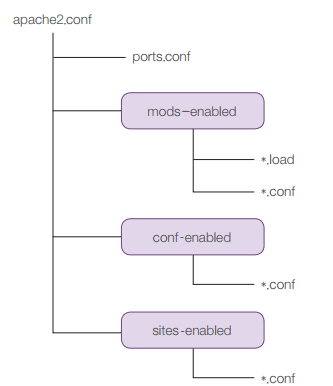 apache2.conf
ports.conf
mods-enabled
*.load
*.conf
conf-enabled
*.conf
sites-enabled
*.conf